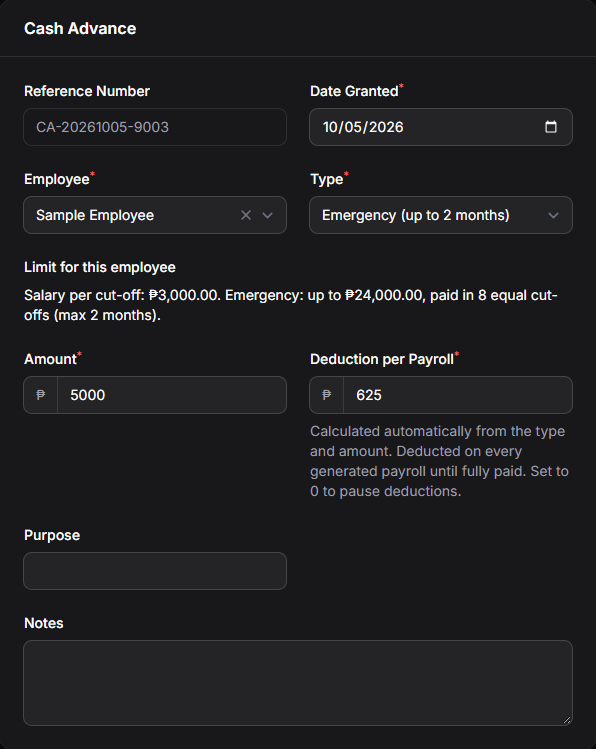 Cash Advance
Reference Number
Date Granted*
CA-20261005-9003
10/05/2026
Employee*
Type*
Sample Employee
Emergency (up to 2 months)
Limit for this employee
Salary per cut-off: ₱3,000.00. Emergency: up to ₱24,000.00, paid in 8 equal cut-
offs (max 2 months).
Amount*
Deduction per Payroll*
₱ 5000
₱ 625
Calculated automatically from the type
and amount. Deducted on every
generated payroll until fully paid. Set to
0 to pause deductions.
Purpose
Notes